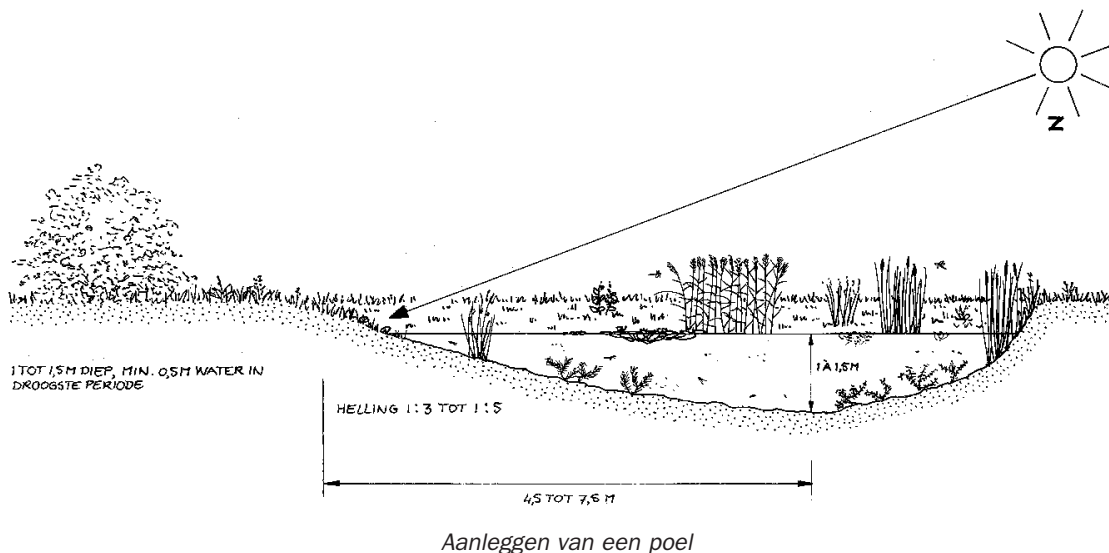 Z
1 TOT 1,5M DIEP, MIN. 0,5M WATER IN
DROOGSTE PERIODE
1 À 1,5M
HELLING 1:3 TOT 1:5
4,5 TOT 7,6 M
Aanleggen van een poel